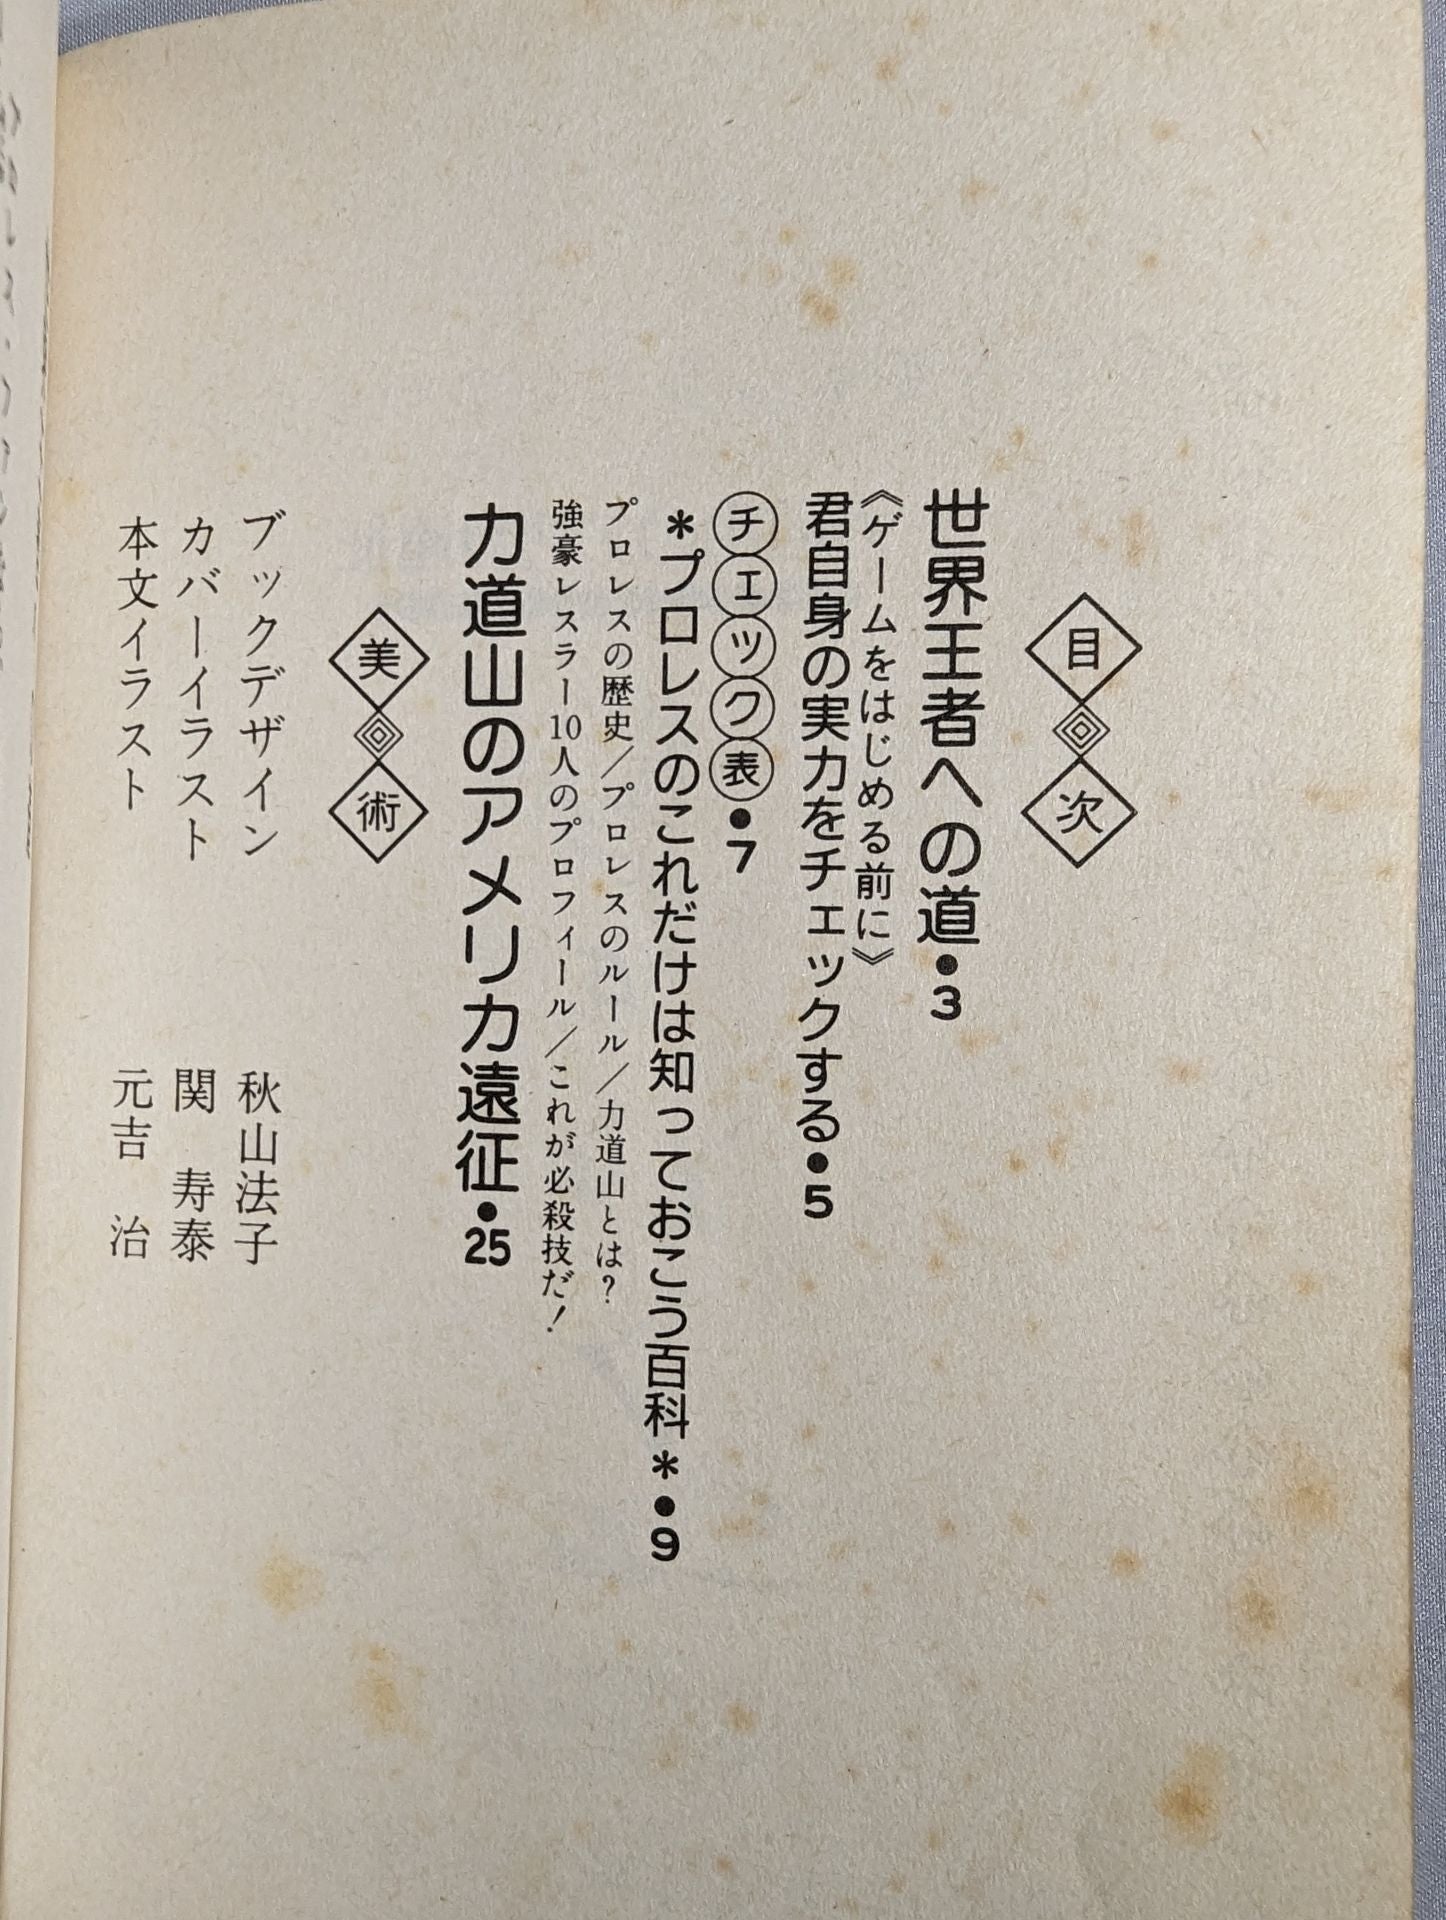 目次
世界王者への道●3
《ゲームをはじめる前に》
君自身の実力をチェックする●5
チェック表●7
＊プロレスのこれだけは知っておこう百科＊●9
プロレスの歴史／プロレスのルール／力道山とは？
強豪レスラー10人のプロフィール／これが必殺技だ！
力道山のアメリカ遠征●25
美術
ブックデザイン　秋山法子
カバーイラスト　関　寿泰
本文イラスト　元吉　治